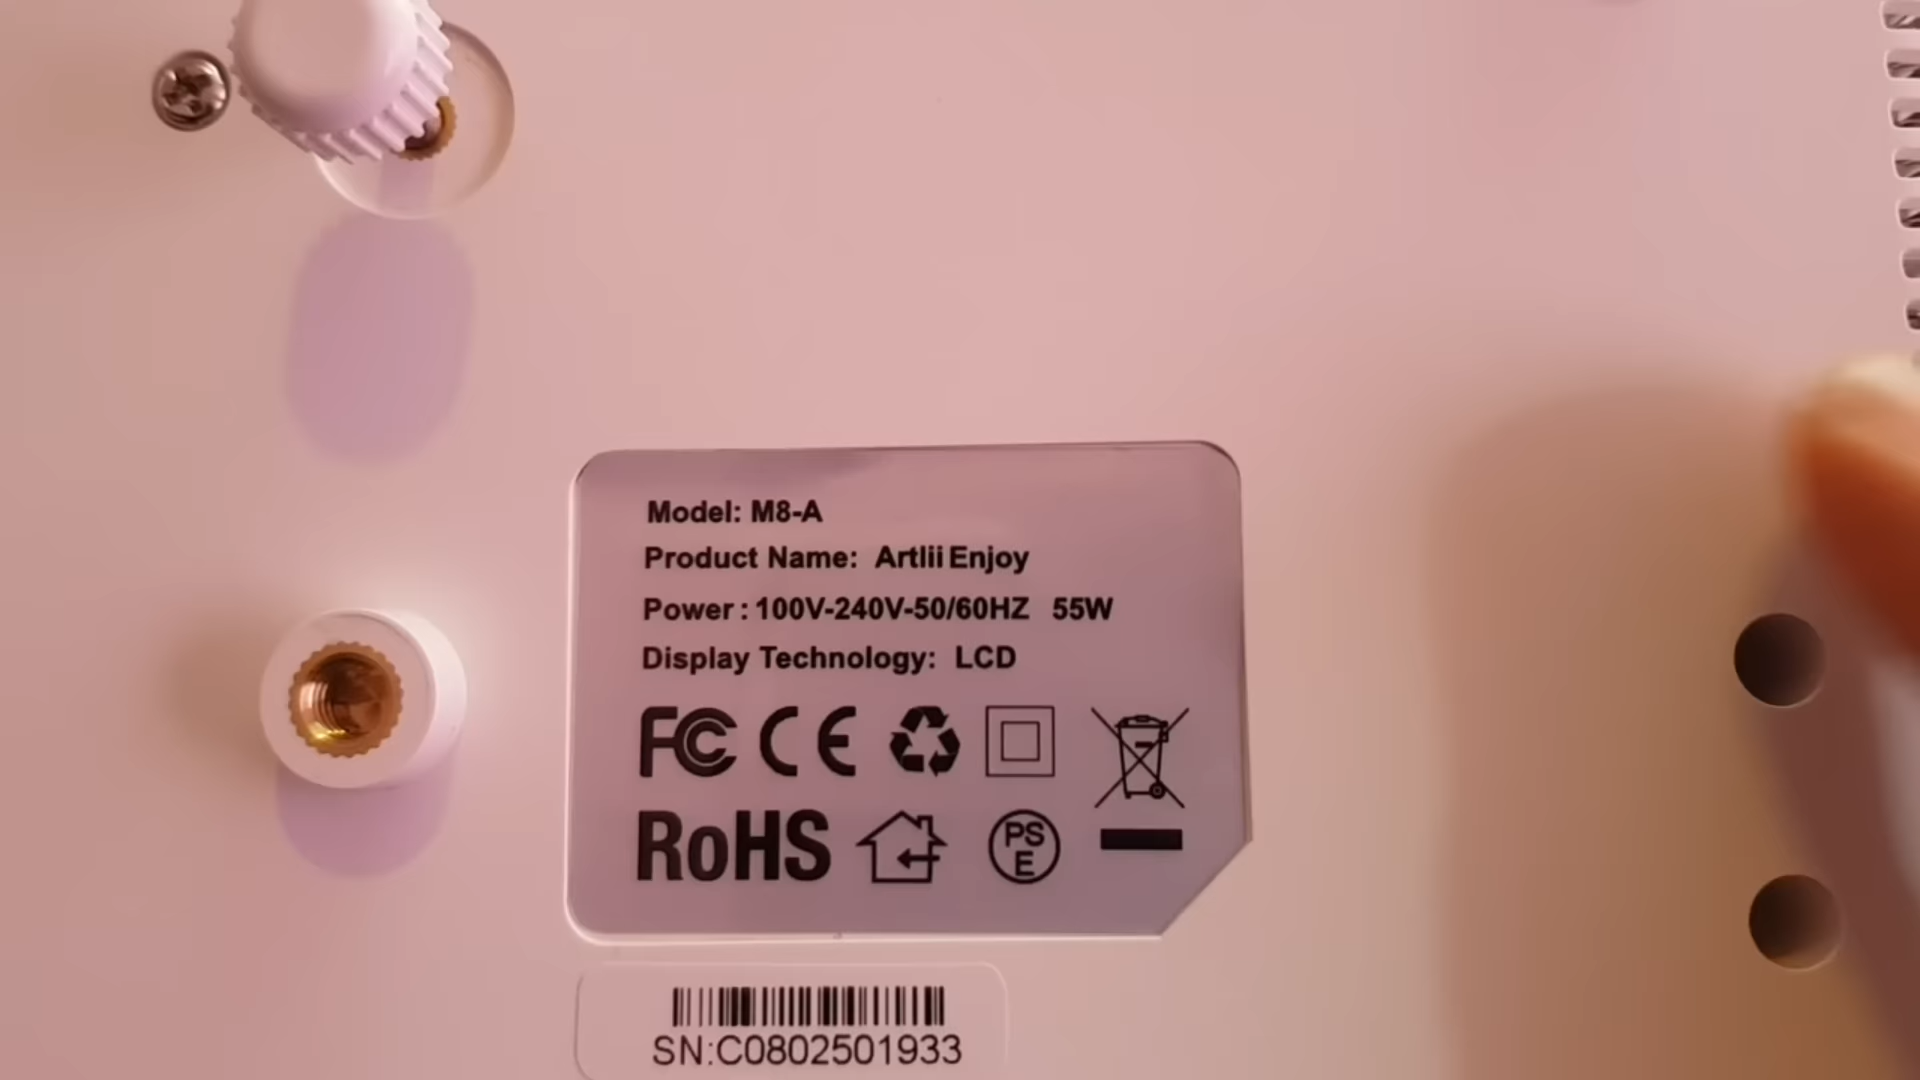 Model: M8-A
Product Name: Artlii Enjoy
Power : 100V-240V-50/60HZ 55W
Display Technology: LCD
FC CE
RoHS PSE
SN:C0802501933